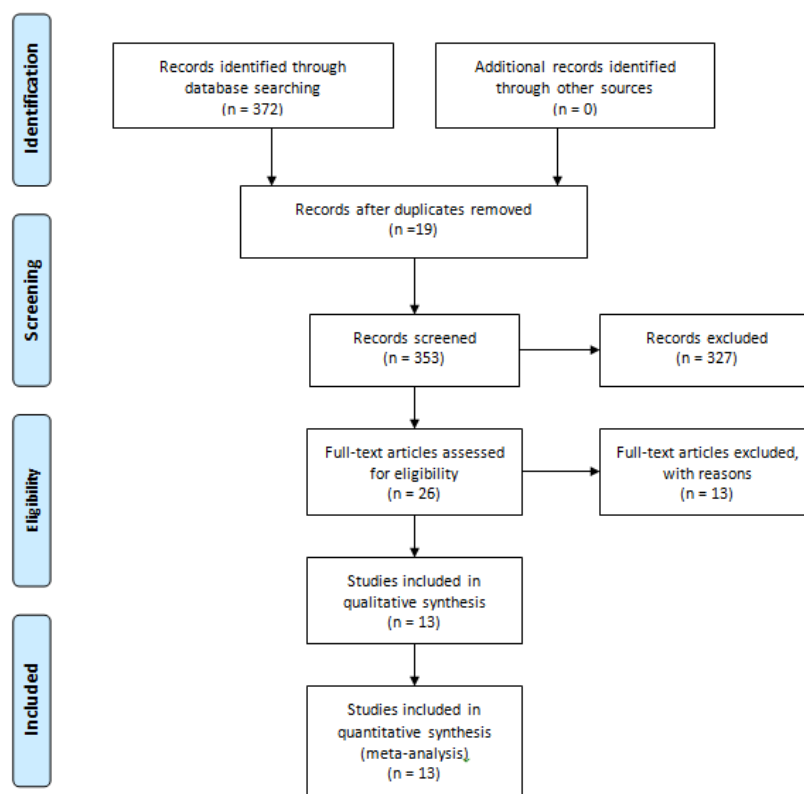 Identification
Records identified through
database searching
(n = 372)
Additional records identified
through other sources
(n = 0)
Records after duplicates removed
(n =19)
Screening
Records screened
(n = 353)
Records excluded
(n = 327)
Eligibility
Full-text articles assessed
for eligibility
(n = 26)
Full-text articles excluded,
with reasons
(n = 13)
Studies included in
qualitative synthesis
(n = 13)
Included
Studies included in
quantitative synthesis
(meta-analysis)
(n = 13)